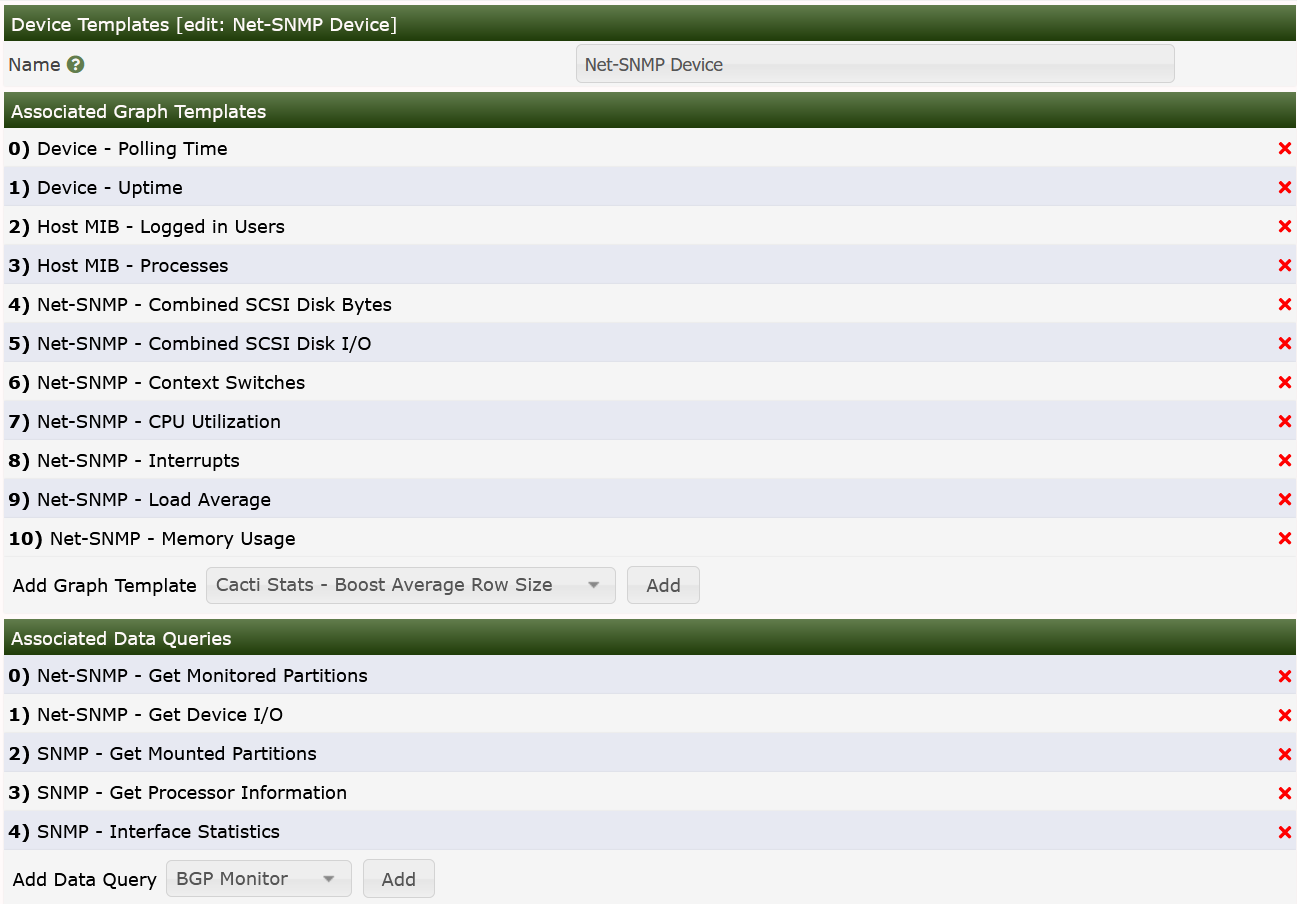 Device Templates [edit: Net-SNMP Device]
Name ? Net-SNMP Device
Associated Graph Templates
0) Device - Polling Time
1) Device - Uptime
2) Host MIB - Logged in Users
3) Host MIB - Processes
4) Net-SNMP - Combined SCSI Disk Bytes
5) Net-SNMP - Combined SCSI Disk I/O
6) Net-SNMP - Context Switches
7) Net-SNMP - CPU Utilization
8) Net-SNMP - Interrupts
9) Net-SNMP - Load Average
10) Net-SNMP - Memory Usage
Add Graph Template Cacti Stats - Boost Average Row Size Add
Associated Data Queries
0) Net-SNMP - Get Monitored Partitions
1) Net-SNMP - Get Device I/O
2) SNMP - Get Mounted Partitions
3) SNMP - Get Processor Information
4) SNMP - Interface Statistics
Add Data Query BGP Monitor Add